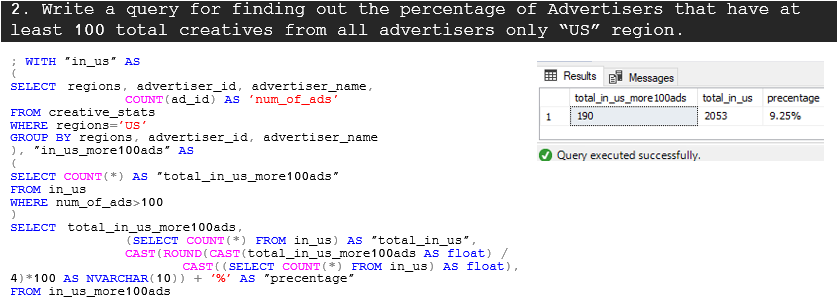 2. Write a query for finding out the percentage of Advertisers that have at
least 100 total creatives from all advertisers only “US” region.
; WITH "in_us" AS
(
SELECT regions, advertiser_id, advertiser_name,
COUNT(ad_id) AS ‘num_of_ads’
FROM creative_stats
WHERE regions=‘US’
GROUP BY regions, advertiser_id, advertiser_name
), "in_us_more100ads" AS
(
SELECT COUNT(*) AS "total_in_us_more100ads"
FROM in_us
WHERE num_of_ads>100
)
SELECT total_in_us_more100ads,
(SELECT COUNT(*) FROM in_us) AS "total_in_us",
CAST(ROUND(CAST(total_in_us_more100ads AS float) /
CAST((SELECT COUNT(*) FROM in_us) AS float),
4)*100 AS NVARCHAR(10)) + ‘%’ AS "precentage"
FROM in_us_more100ads
Results Messages
total_in_us_more100ads total_in_us precentage
1 190 2053 9.25%
Query executed successfully.